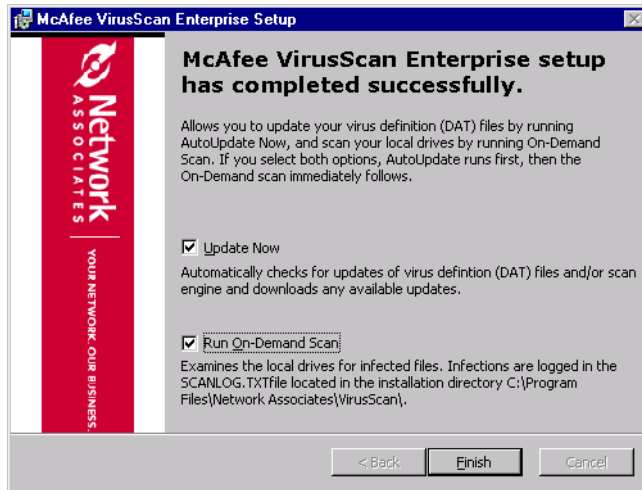 McAfee VirusScan Enterprise Setup
McAfee VirusScan Enterprise setup
has completed successfully.
Allows you to update your virus definition (DAT) files by running
AutoUpdate Now, and scan your local drives by running On-Demand
Scan. If you select both options, AutoUpdate runs first, then the
On-Demand scan immediately follows.
Update Now
Automatically checks for updates of virus defintion (DAT) files and/or scan
engine and downloads any available updates.
Run On-Demand Scan
Examines the local drives for infected files. Infections are logged in the
SCANLOG.TXTfile located in the installation directory C:\Program
Files\Network Associates\VirusScan\.
Network
ASSOCIATES
YOUR NETWORK. OUR BUSINESS.
< Back
Finish
Cancel